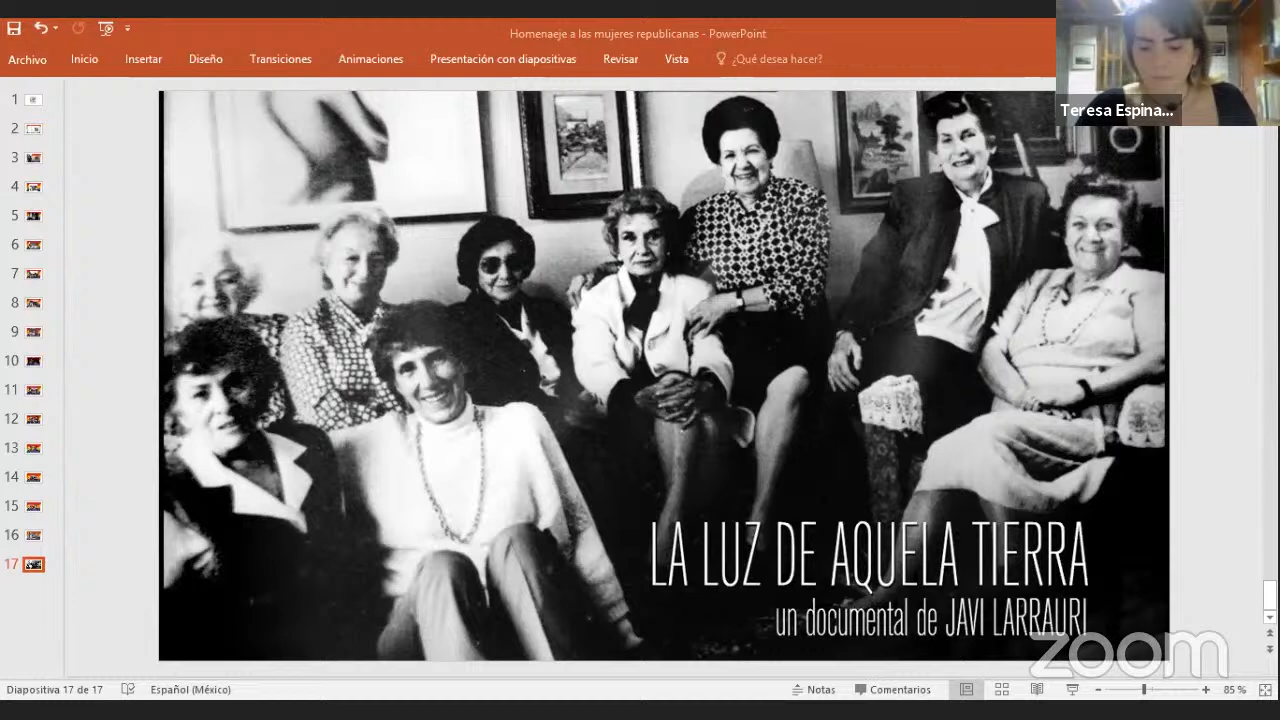 Homenaeje a las mujeres republicanas - PowerPoint
Archivo Inicio Insertar Diseño Transiciones Animaciones Presentación con diapositivas Revisar Vista ¿Qué desea hacer?
Teresa Espina...
1
2
3
4
5
6
7
8
9
10
11
12
13
14
15
16
17
LA LUZ DE AQUELA TIERRA
un documental de JAVI LARRAURI
zoom
Diapositiva 17 de 17 Español (México) Notas Comentarios 85 %